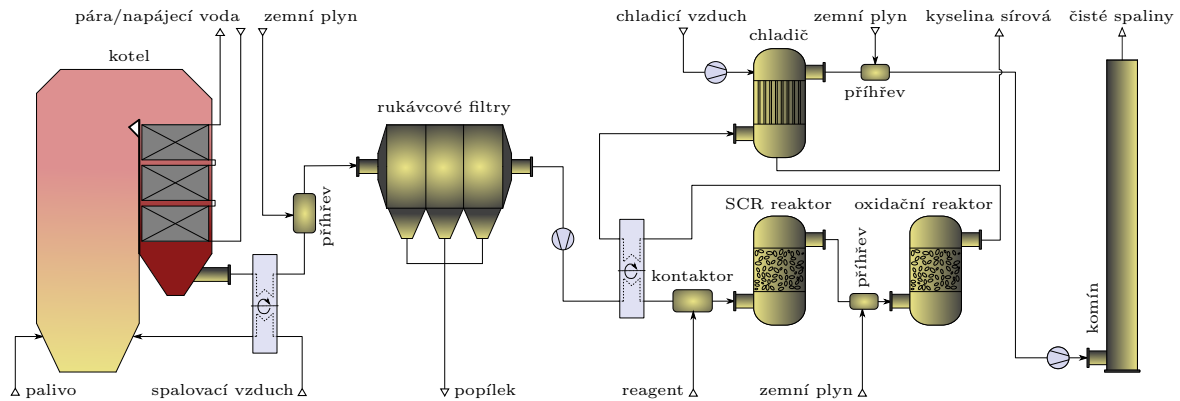 pára/napájecí voda
zemní plyn
chladicí vzduch
zemní plyn
kyselina sírová
čisté spaliny
kotel
chladič
příhřev
rukávcové filtry
příhřev
SCR reaktor
oxidační reaktor
příhřev
kontaktor
komín
palivo
spalovací vzduch
popílek
reagent
zemní plyn